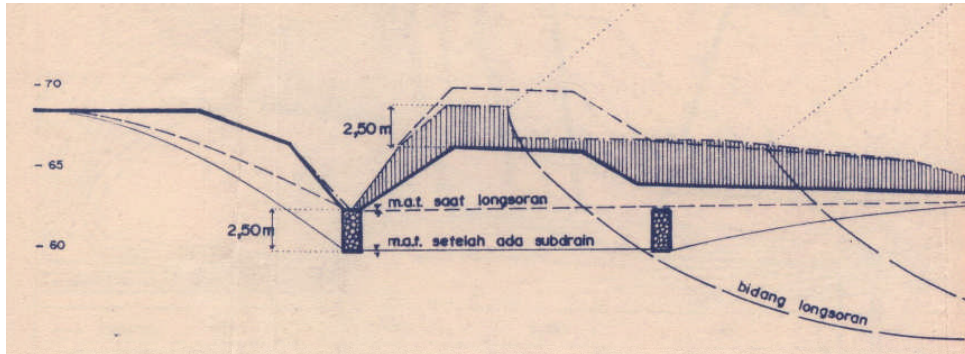 - 70
2,50 m
- 65
m.a.t. saat longsoran
2,50 m
- 60
m.a.t. setelah ada subdrain
bidang longsoran